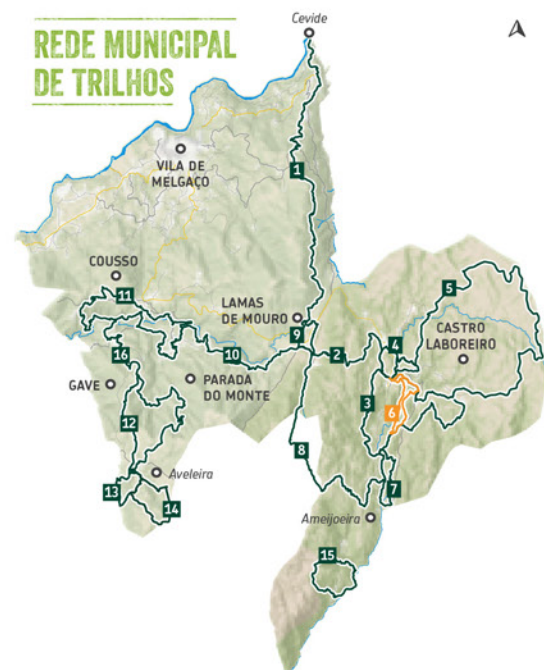 REDE MUNICIPAL
DE TRILHOS
Cevide
VILA DE
MELGAÇO
1
COUSSO
5
11
LAMAS
DE MOURO
9
CASTRO
LABOREIRO
16
10
2
4
GAVE
PARADA
DO MONTE
3
6
12
8
Aveleira
13
14
7
Ameijoeira
15